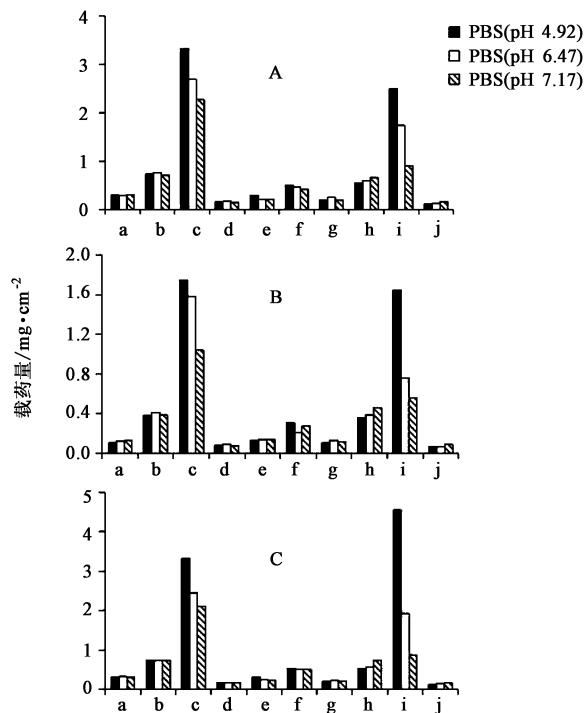 PBS(pH 4.92)
PBS(pH 6.47)
PBS(pH 7.17)
A
4
3
2
1
0
a b c d e f g h i j
B
2.0
1.6
1.2
0.8
0.4
0.0
a b c d e f g h i j
载药量/mg•cm⁻²
C
5
4
3
2
1
0
a b c d e f g h i j